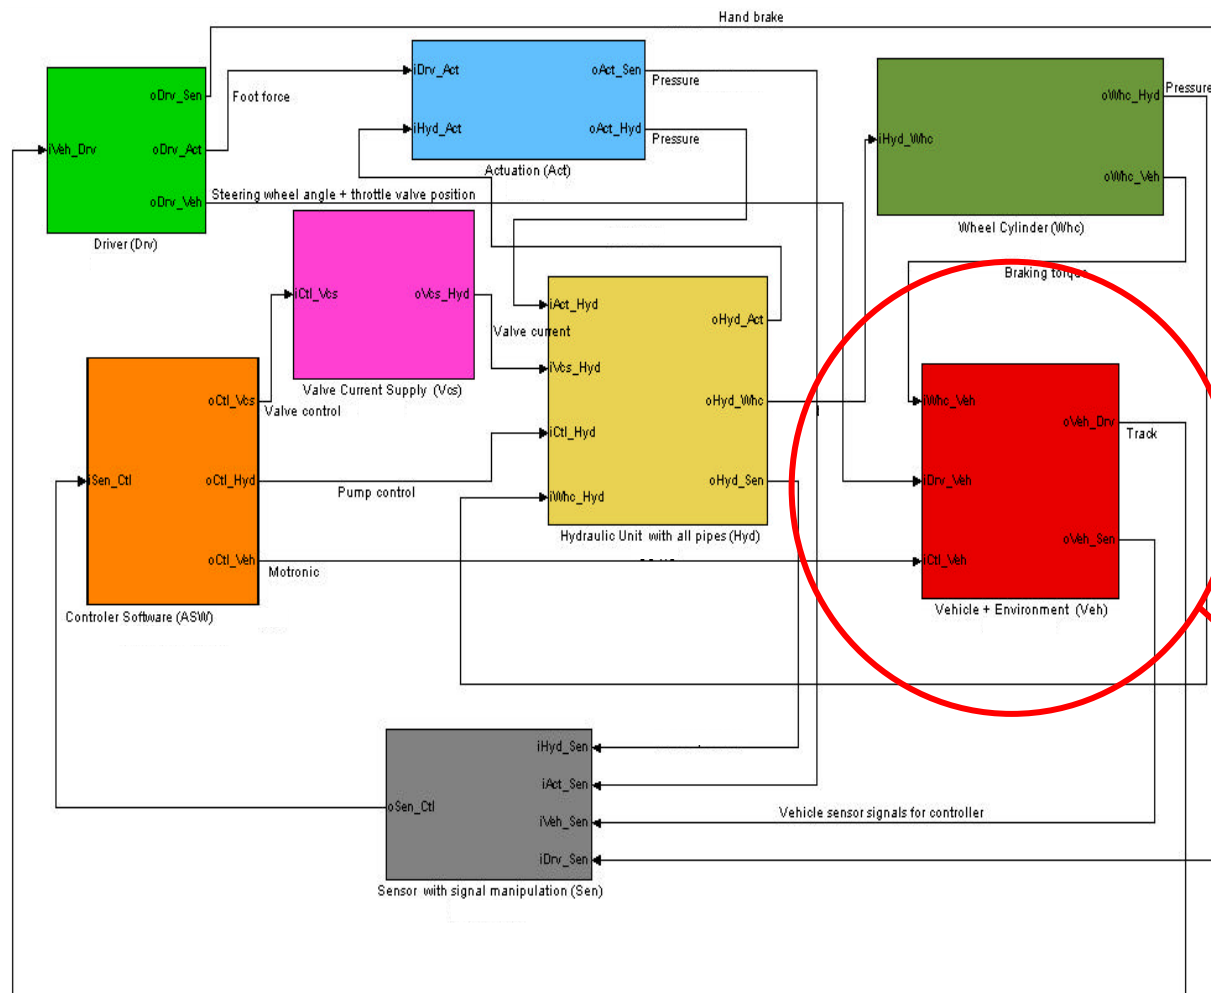 Hand brake
oDrv_Sen
iVeh_Drv
oDrv_Act
oDrv_Veh
Driver (Drv)
Foot force
Steering wheel angle + throttle valve position
iDrv_Act
iHyd_Act
oAct_Sen
oAct_Hyd
Actuation (Act)
Pressure
Pressure
iHyd_Whc
oWhc_Hyd
oWhc_Veh
Wheel Cylinder (Whc)
Pressure
Braking torque
iCtl_Vcs
oVcs_Hyd
Valve Current Supply (Vcs)
Valve current
iAct_Hyd
iVcs_Hyd
iCtl_Hyd
iWhc_Hyd
oHyd_Act
oHyd_Whc
oHyd_Sen
Hydraulic Unit with all pipes (Hyd)
iSen_Ctl
oCtl_Vcs
oCtl_Hyd
oCtl_Veh
Controler Software (ASW)
Valve control
Pump control
Motronic
iWhc_Veh
iDrv_Veh
iCtl_Veh
oVeh_Drv
oVeh_Sen
Vehicle + Environment (Veh)
Track
iHyd_Sen
iAct_Sen
iVeh_Sen
iDrv_Sen
oSen_Ctl
Sensor with signal manipulation (Sen)
Vehicle sensor signals for controller